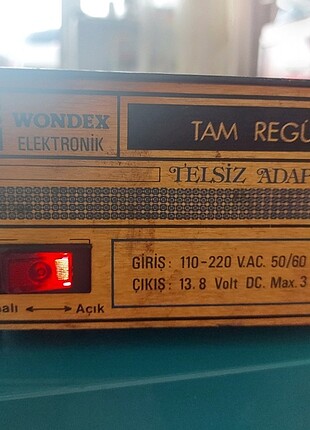 WONDEX
ELEKTRONİK
TAM REGÜ
TELSİZ ADAP
GİRİŞ : 110-220 V.AC. 50/60
ÇIKIŞ : 13.8 Volt DC. Max. 3
alı ←→ Açık